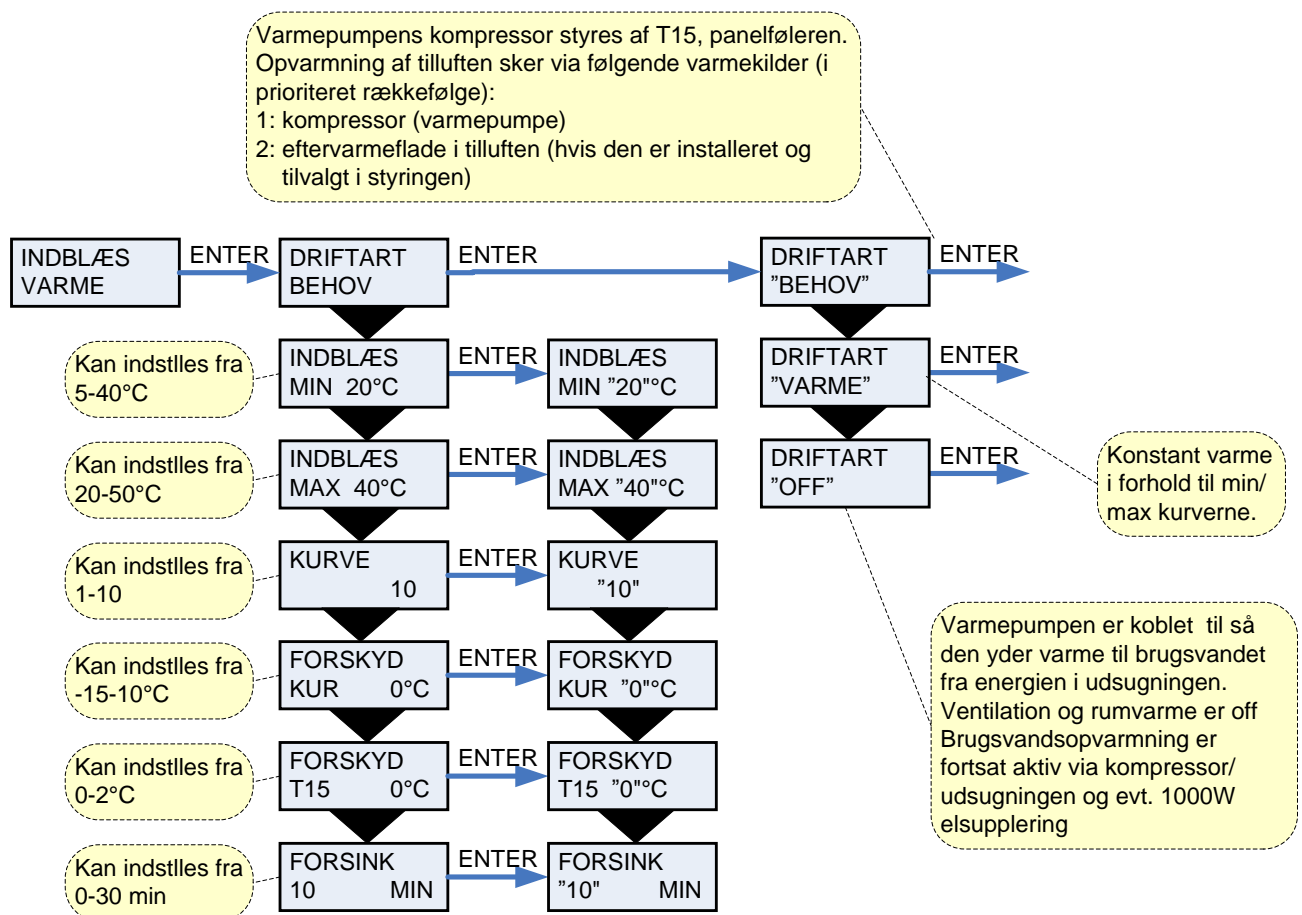 Varmepumpens kompressor styres af T15, panelføleren.
Opvarmning af tilluften sker via følgende varmekilder (i
prioriteret rækkefølge):
1: kompressor (varmepumpe)
2: eftervarmeflade i tilluften (hvis den er installeret og
tilvalgt i styringen)
INDBLÆS
VARME
ENTER
DRIFTART
BEHOV
ENTER
DRIFTART
”BEHOV”
ENTER
Kan indstlles fra
5-40°C
INDBLÆS
MIN 20°C
ENTER
INDBLÆS
MIN ”20"°C
DRIFTART
”VARME”
ENTER
Kan indstlles fra
20-50°C
INDBLÆS
MAX 40°C
ENTER
INDBLÆS
MAX ”40"°C
DRIFTART
"OFF”
ENTER
Konstant varme
i forhold til min/
max kurverne.
Kan indstlles fra
1-10
KURVE
10
ENTER
KURVE
”10"
Kan indstlles fra
-15-10°C
FORSKYD
KUR 0°C
ENTER
FORSKYD
KUR ”0"°C
Varmepumpen er koblet til så
den yder varme til brugsvandet
fra energien i udsugningen.
Ventilation og rumvarme er off
Brugsvandsopvarmning er
fortsat aktiv via kompressor/
udsugningen og evt. 1000W
elsupplering
Kan indstlles fra
0-2°C
FORSKYD
T15 0°C
ENTER
FORSKYD
T15 ”0"°C
Kan indstlles fra
0-30 min
FORSINK
10 MIN
ENTER
FORSINK
”10" MIN